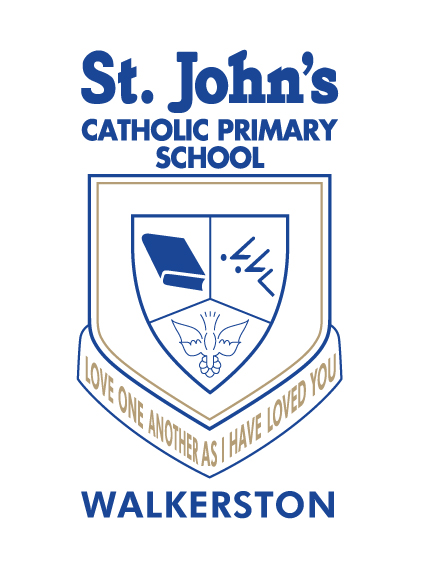 St. John's
CATHOLIC PRIMARY
SCHOOL
LOVE ONE ANOTHER AS I HAVE LOVED YOU
WALKERSTON